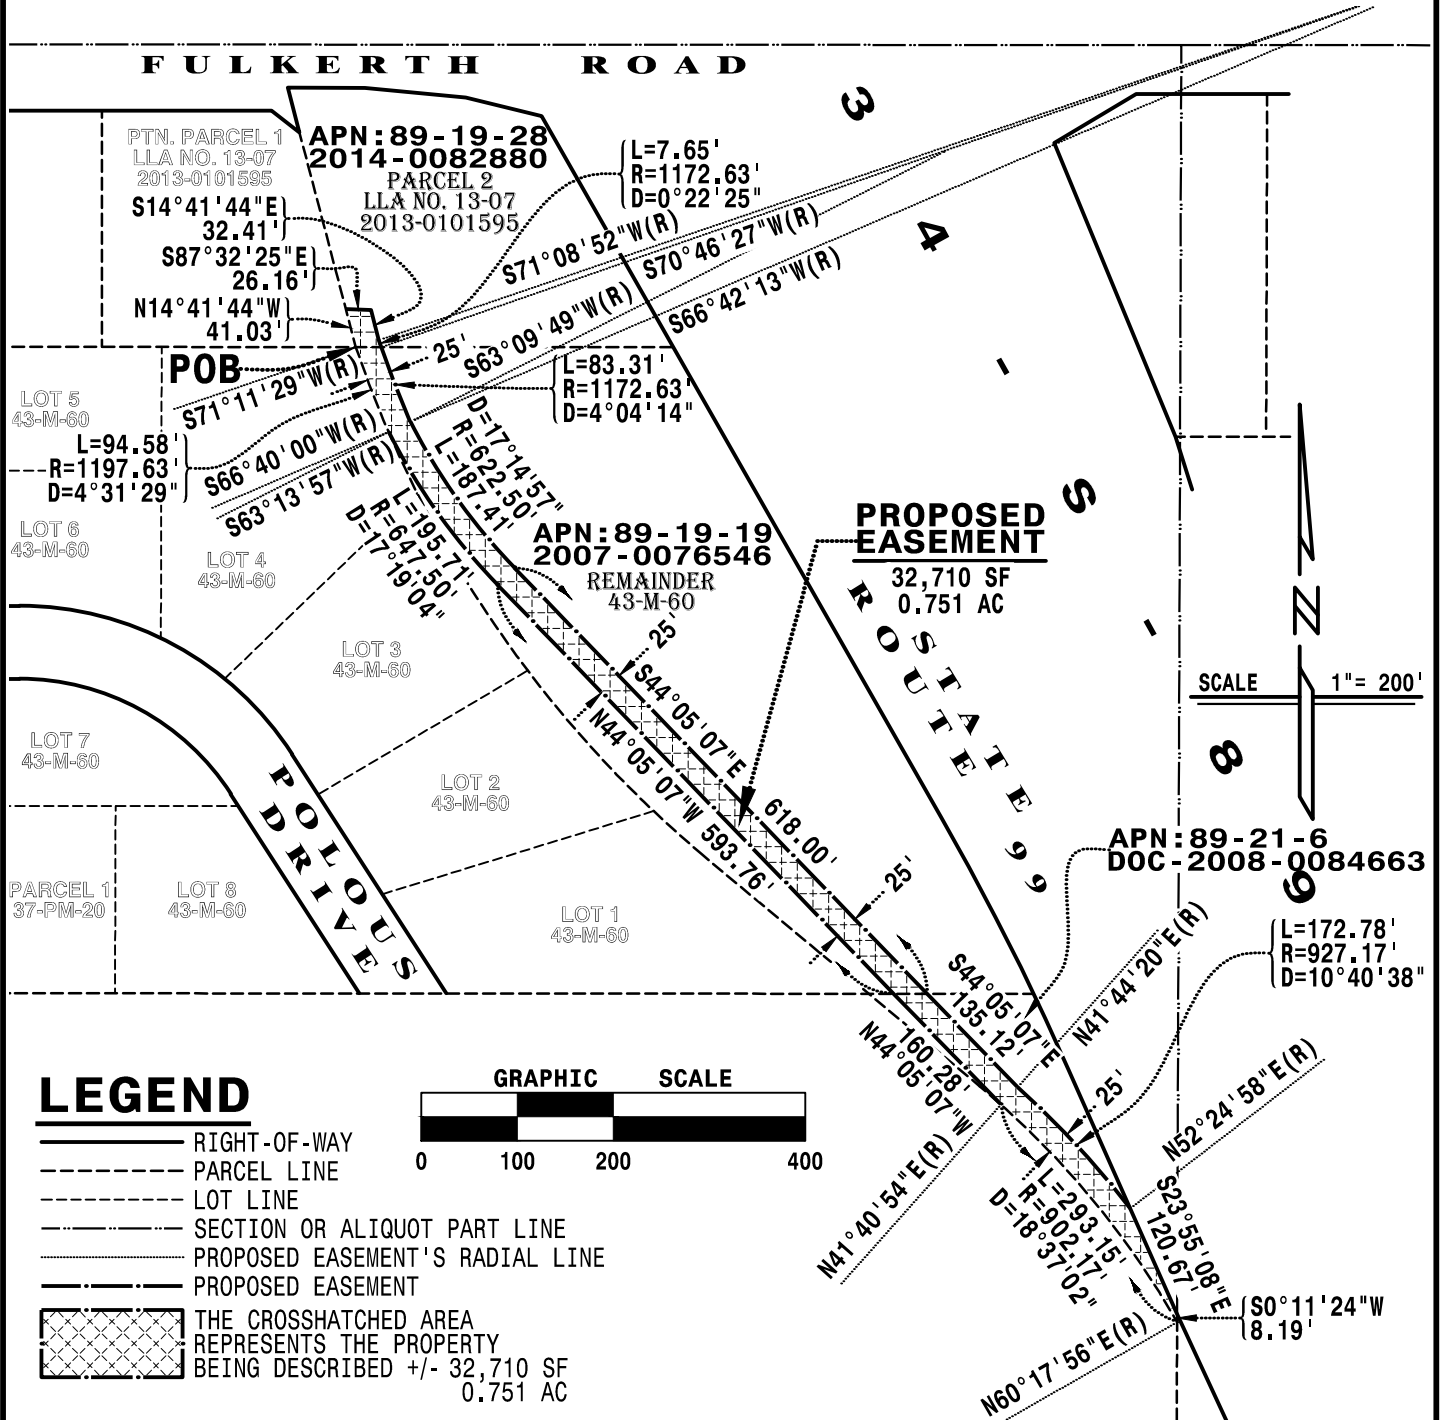 FULKERTH ROAD
PTN. PARCEL 1
LLA NO. 13-07
2013-0101595
APN:89-19-28
2014-0082880
PARCEL 2
LLA NO. 13-07
2013-0101595
L=7.65'
R=1172.63'
D=0°22'25"
3
4
-
S
-
8
9
S14°41'44"E
32.41'
S87°32'25"E
26.16'
N14°41'44"W
41.03'
S71°08'52"W(R)
S70°46'27"W(R)
S66°42'13"W(R)
S63°09'49"W(R)
25'
POB
S71°11'29"W(R)
L=83.31'
R=1172.63'
D=4°04'14"
LOT 5
43-M-60
L=94.58'
R=1197.63'
D=4°31'29"
S66°40'00"W(R)
S63°13'57"W(R)
D=17°14'57"
R=622.50'
L=187.41'
L=195.71'
R=647.50'
D=17°19'04"
LOT 6
43-M-60
LOT 4
43-M-60
APN:89-19-19
2007-0076546
REMAINDER
43-M-60
PROPOSED
EASEMENT
32,710 SF
0.751 AC
STATE
ROUTE 99
N
SCALE 1"= 200'
25'
LOT 3
43-M-60
S44°05'07"E 618.00'
N44°05'07"W 593.76'
LOT 7
43-M-60
LOT 2
43-M-60
POLOUS
DRIVE
PARCEL 1
37-PM-20
LOT 8
43-M-60
LOT 1
43-M-60
25'
APN:89-21-6
DOC-2008-0084663
L=172.78'
R=927.17'
D=10°40'38"
N41°44'20"E(R)
S44°05'07"E
135.12'
160.28'
N44°05'07"W
25'
N52°24'58"E(R)
N41°40'54"E(R)
L=293.15'
R=902.17'
D=18°37'02"
S23°55'08"E
120.67'
S0°11'24"W
8.19'
N60°17'56"E(R)
LEGEND
RIGHT-OF-WAY
PARCEL LINE
LOT LINE
SECTION OR ALIQUOT PART LINE
PROPOSED EASEMENT'S RADIAL LINE
PROPOSED EASEMENT
THE CROSSHATCHED AREA
REPRESENTS THE PROPERTY
BEING DESCRIBED +/- 32,710 SF
0.751 AC
GRAPHIC SCALE
0 100 200 400